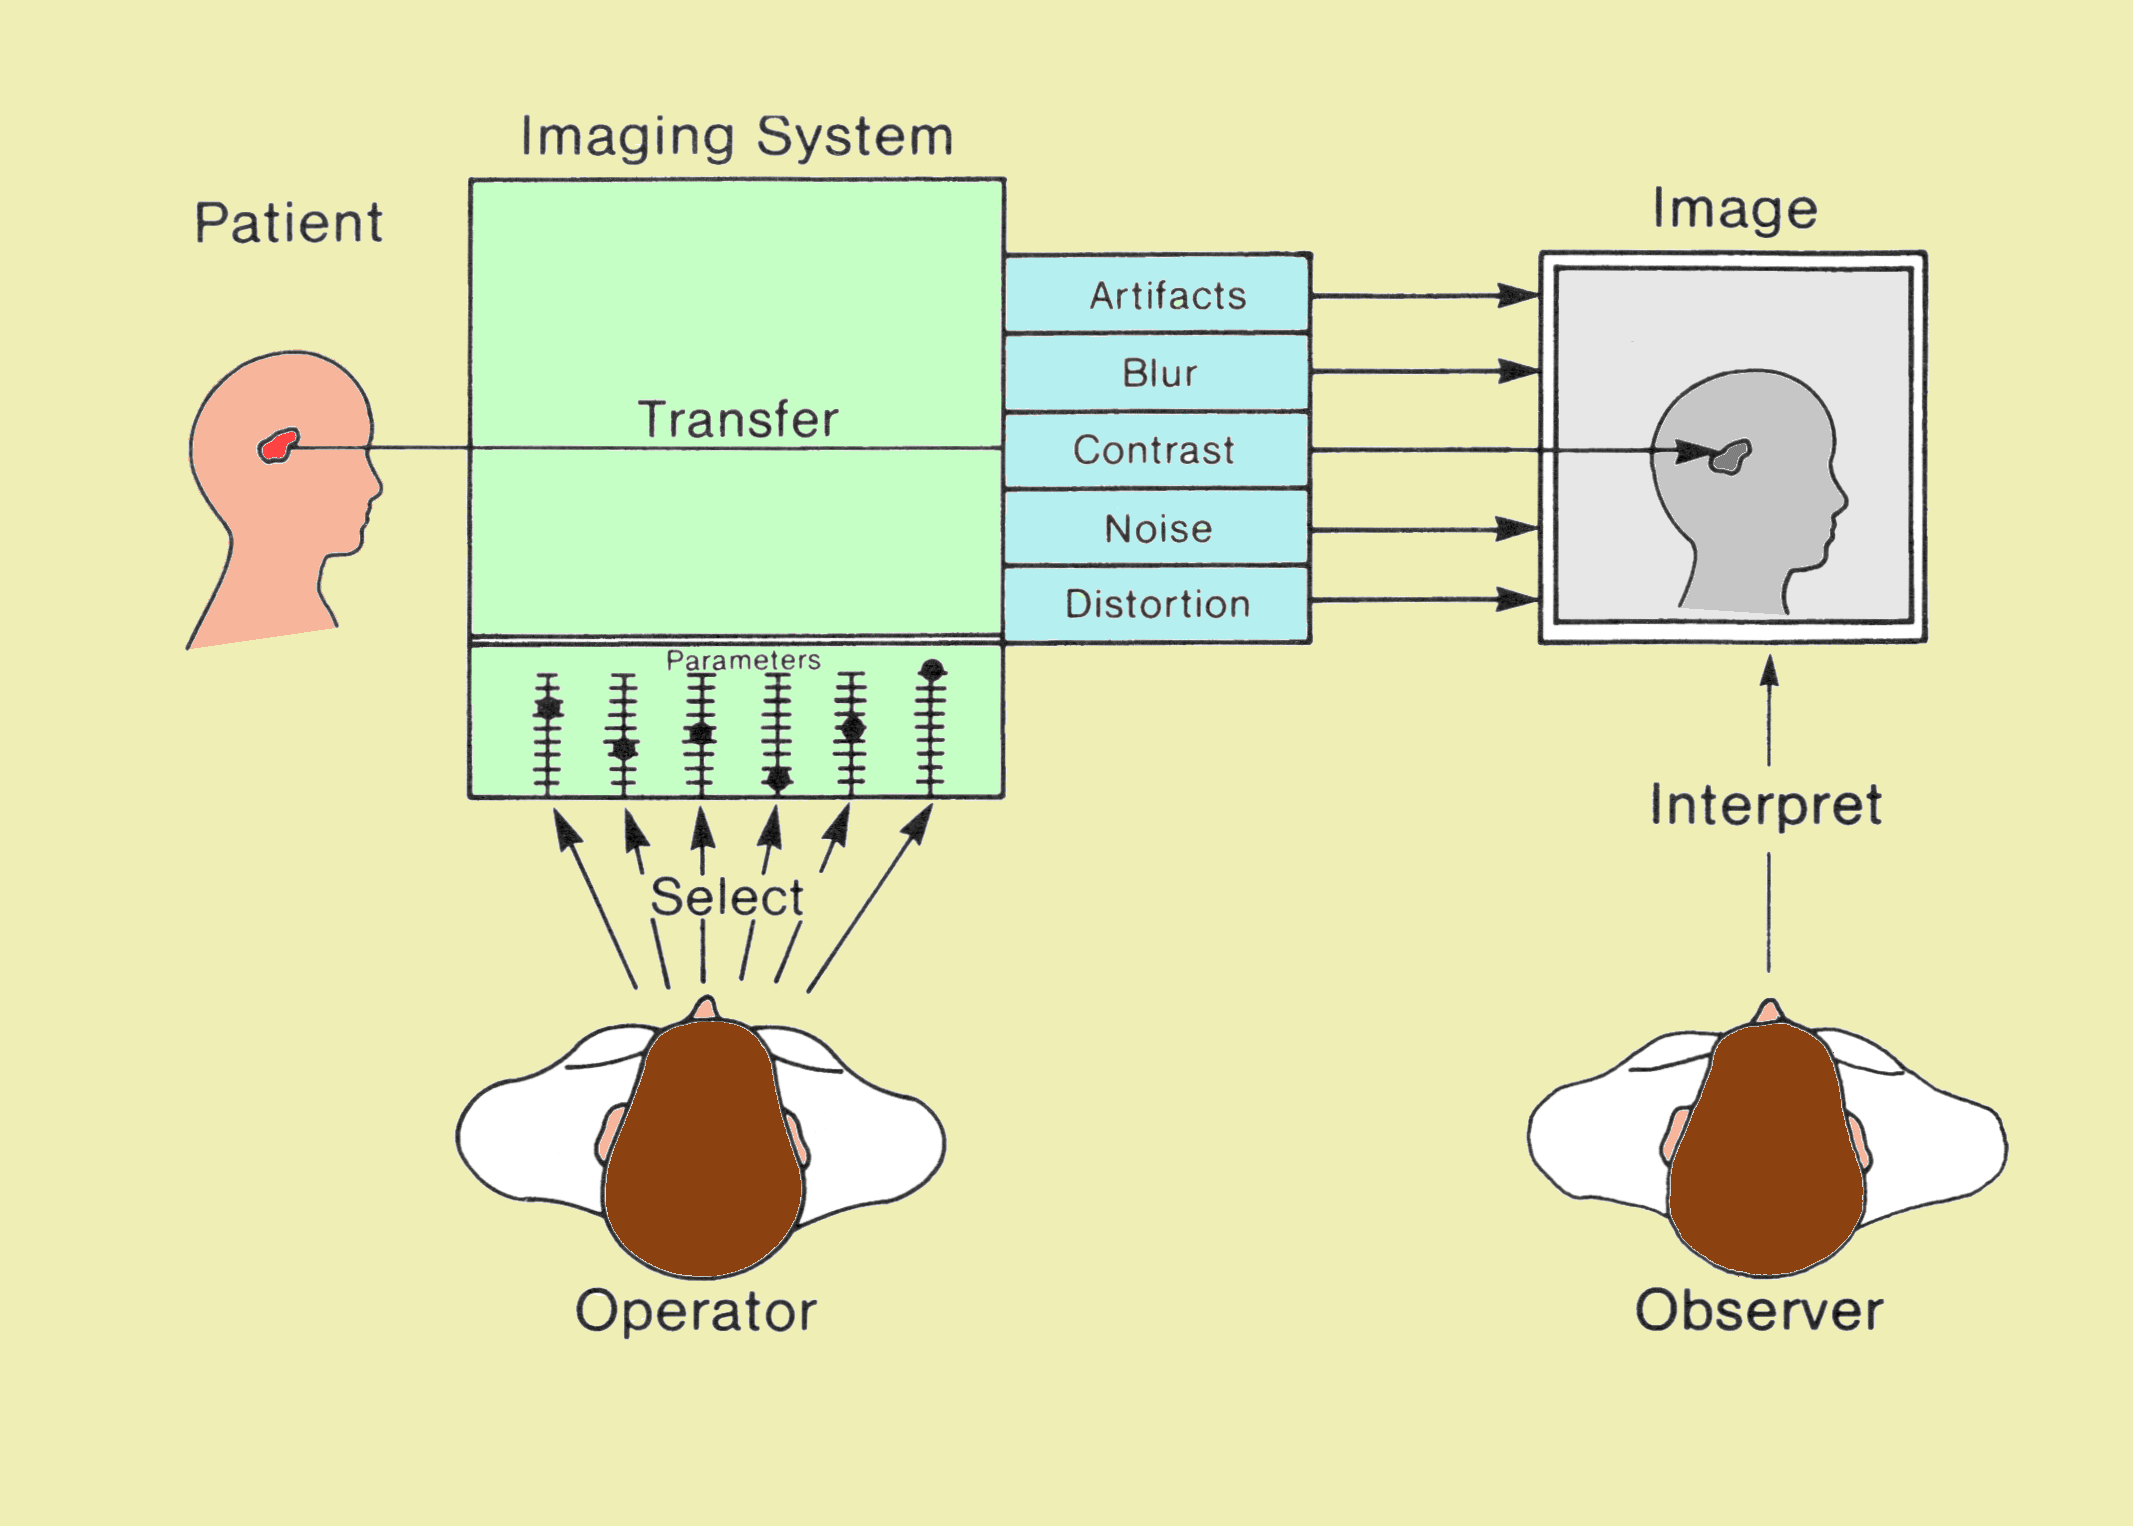 Imaging System
Patient
Image
Artifacts
Blur
Transfer
Contrast
Noise
Distortion
Parameters
Interpret
Select
Operator
Observer